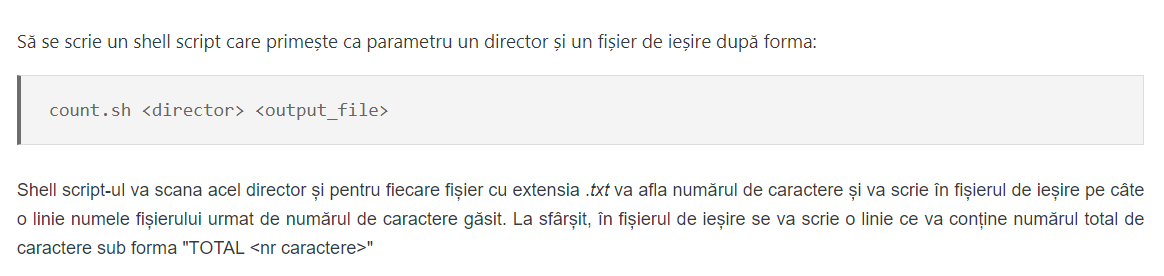 Să se scrie un shell script care primește ca parametru un director și un fișier de ieșire după forma:
count.sh <director> <output_file>
Shell script-ul va scana acel director și pentru fiecare fișier cu extensia .txt va afla numărul de caractere și va scrie în fișierul de ieșire pe câte
o linie numele fișierului urmat de numărul de caractere găsit. La sfârșit, în fișierul de ieșire se va scrie o linie ce va conține numărul total de
caractere sub forma "TOTAL <nr caractere>"